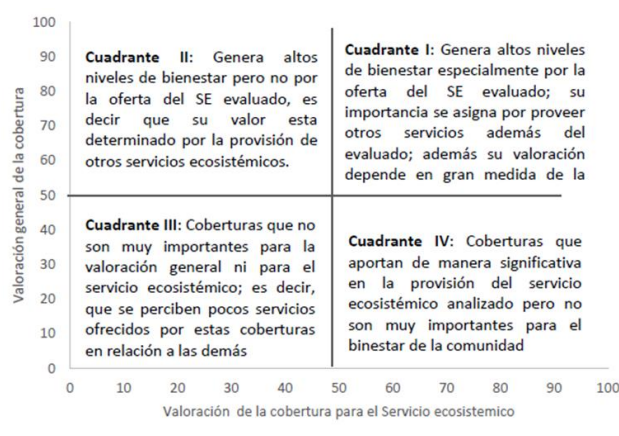 100
90
80
70
60
50
40
30
20
10
0
Valoración general de la cobertura
Cuadrante II: Genera altos
niveles de bienestar pero no por
la oferta del SE evaluado, es
decir que su valor esta
determinado por la provisión de
otros servicios ecosistémicos.
Cuadrante I: Genera altos niveles
de bienestar especialmente por la
oferta del SE evaluado; su
importancia se asigna por proveer
otros servicios además del
evaluado; además su valoración
depende en gran medida de la
Cuadrante III: Coberturas que no
son muy importantes para la
valoración general ni para el
servicio ecosistémico; es decir,
que se perciben pocos servicios
ofrecidos por estas coberturas
en relación a las demás
Cuadrante IV: Coberturas que
aportan de manera significativa
en la provisión del servicio
ecosistémico analizado pero no
son muy importantes para el
binestar de la comunidad
0 10 20 30 40 50 60 70 80 90 100
Valoración de la cobertura para el Servicio ecosistemico